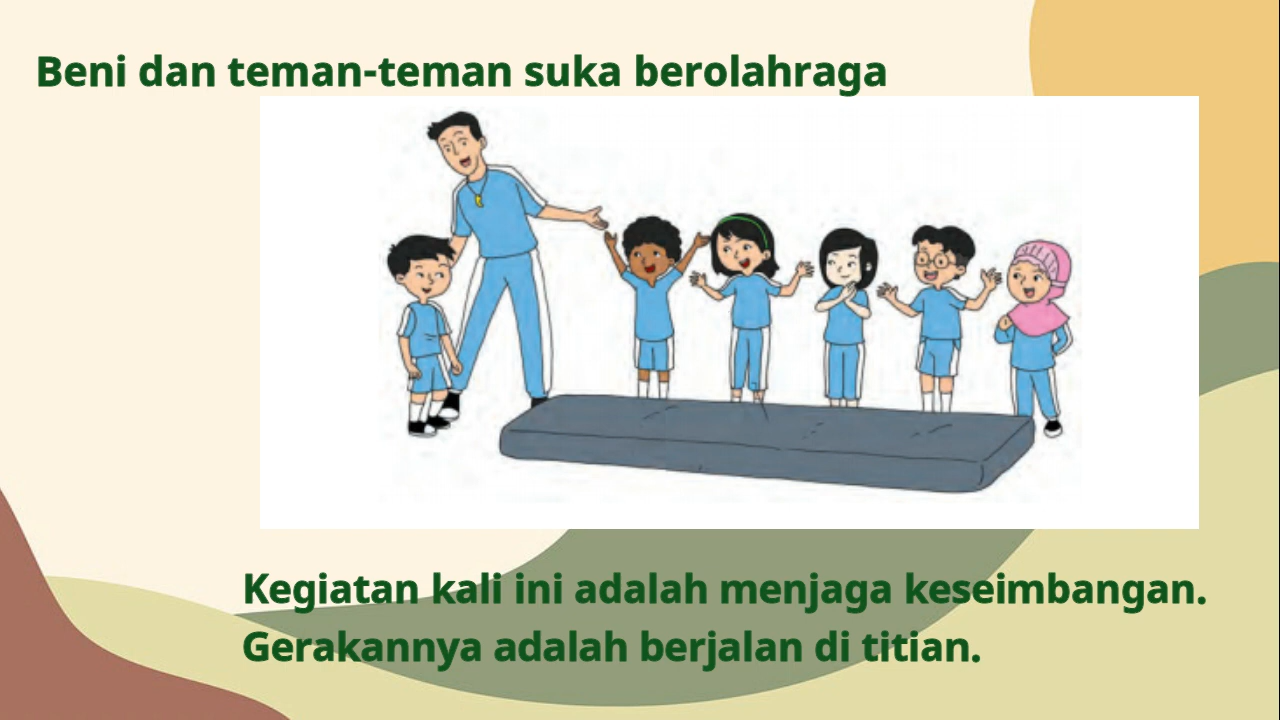 Beni dan teman-teman suka berolahraga
Kegiatan kali ini adalah menjaga keseimbangan.
Gerakannya adalah berjalan di titian.